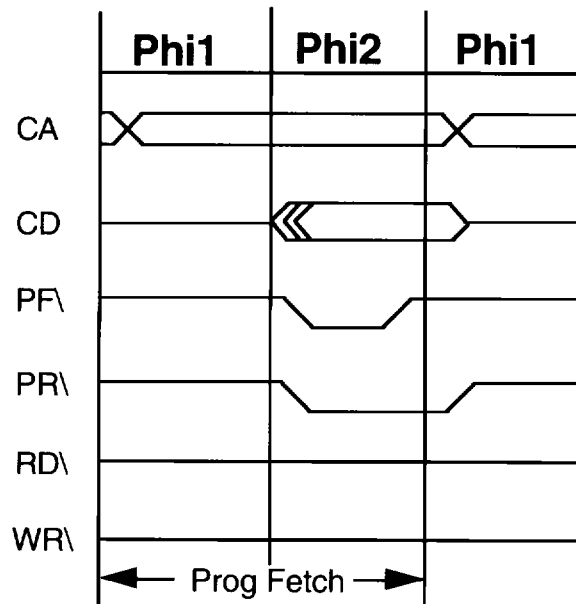 Phi1 Phi2 Phi1
CA
CD
PF\
PR\
RD\
WR\
Prog Fetch